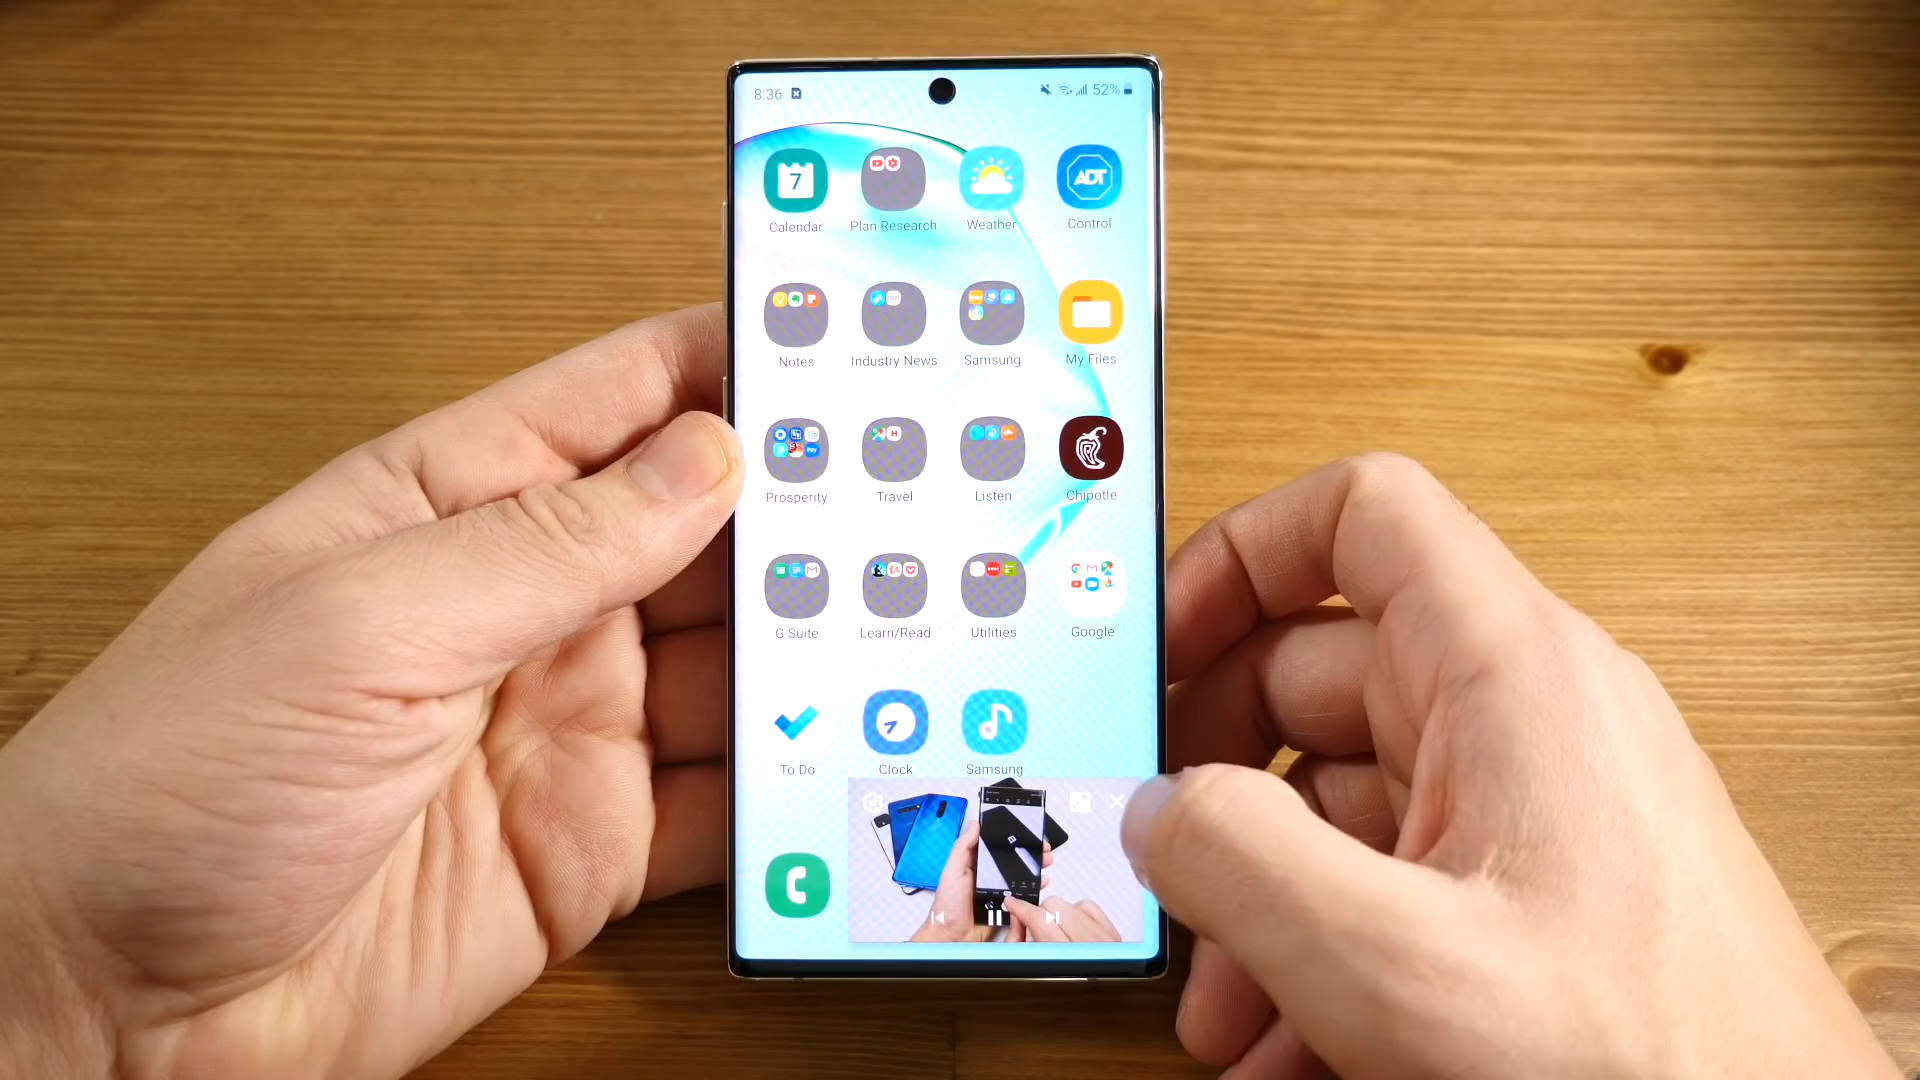 8:36
52%
7
ADT
Calendar
Plan Research
Weather
Control
Notes
Industry News
Samsung
My Files
Prosperity
Travel
Listen
Chipotle
G Suite
Learn/Read
Utilities
Google
To Do
Clock
Samsung